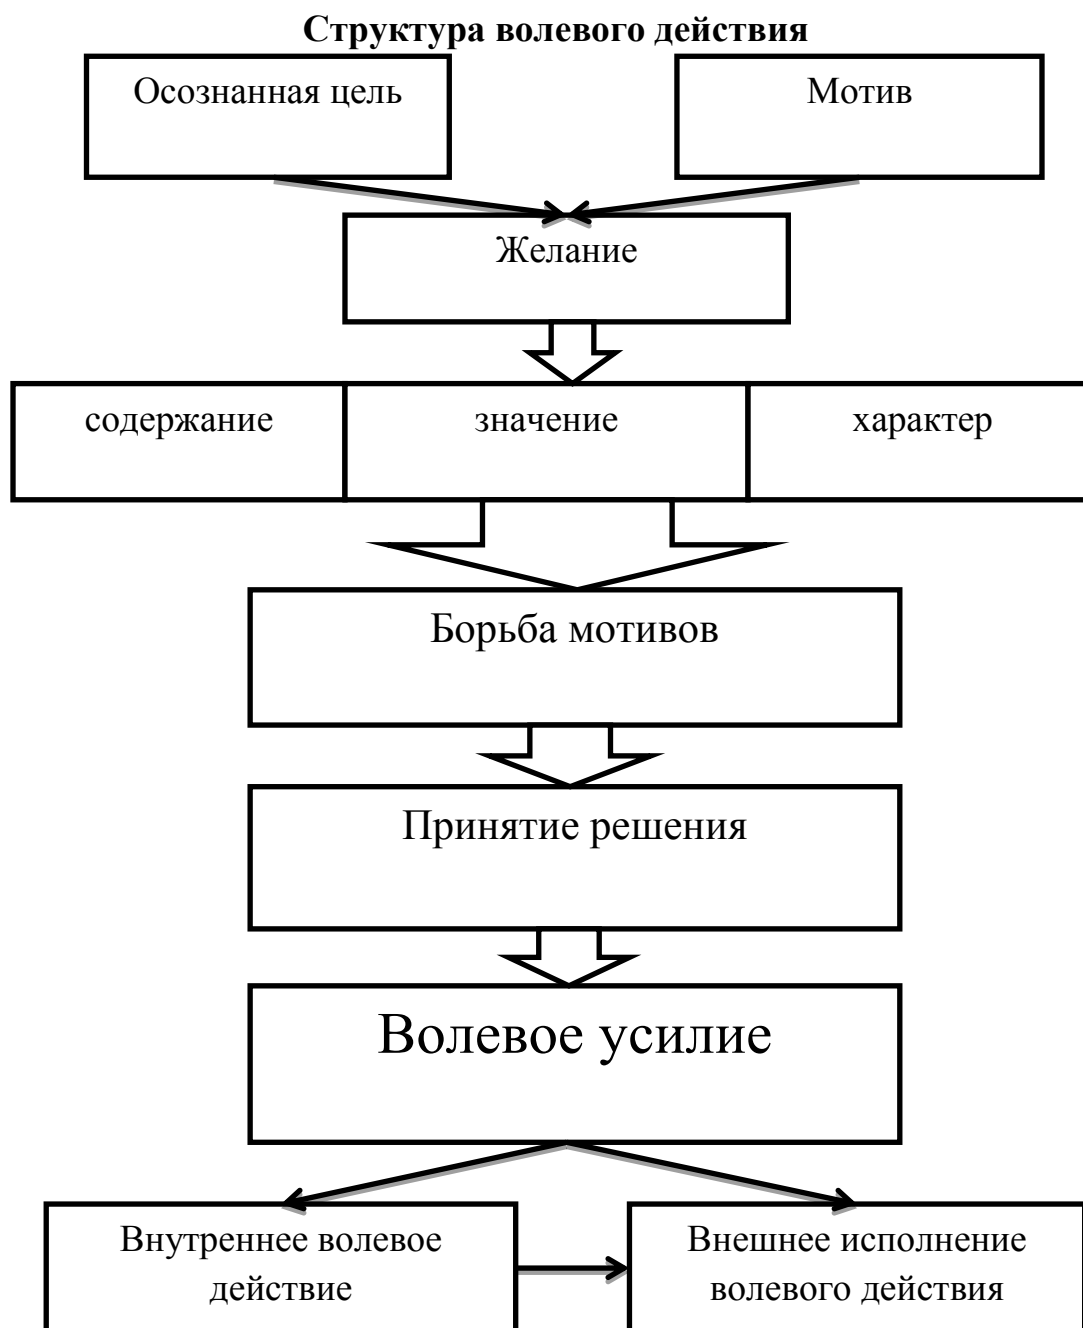 Структура волевого действия
Осознанная цель
Мотив
Желание
содержание
значение
характер
Борьба мотивов
Принятие решения
Волевое усилие
Внутреннее волевое
действие
Внешнее исполнение
волевого действия